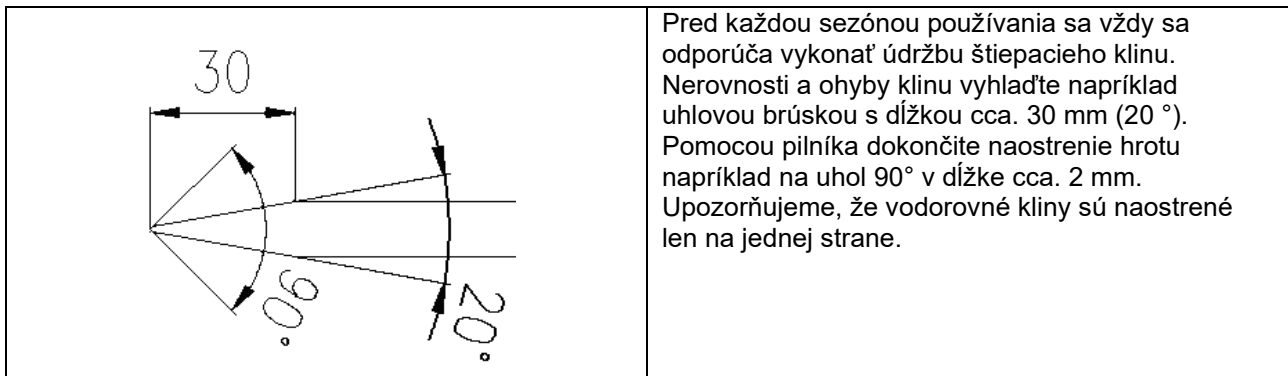 30
90°
20°
Pred každou sezónou používania sa vždy sa
odporúča vykonať údržbu štiepacieho klinu.
Nerovnosti a ohyby klinu vyhlaďte napríklad
uhlovou brúskou s dĺžkou cca. 30 mm (20 °).
Pomocou pilníka dokončite naostrenie hrotu
napríklad na uhol 90° v dĺžke cca. 2 mm.
Upozorňujeme, že vodorovné kliny sú naostrené
len na jednej strane.